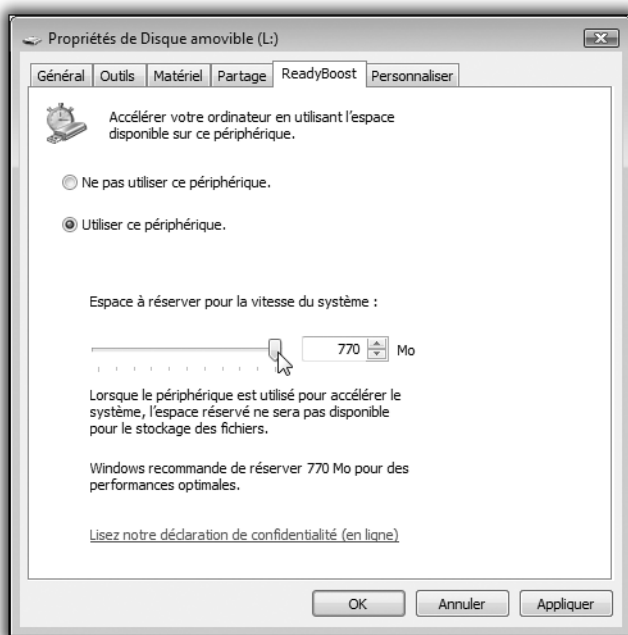 Propriétés de Disque amovible (L:)
Général Outils Matériel Partage ReadyBoost Personnaliser
Accélérer votre ordinateur en utilisant l'espace
disponible sur ce périphérique.
Ne pas utiliser ce périphérique.
Utiliser ce périphérique.
Espace à réserver pour la vitesse du système :
770 Mo
Lorsque le périphérique est utilisé pour accélérer le
système, l'espace réservé ne sera pas disponible
pour le stockage des fichiers.
Windows recommande de réserver 770 Mo pour des
performances optimales.
Lisez notre déclaration de confidentialité (en ligne)
OK Annuler Appliquer